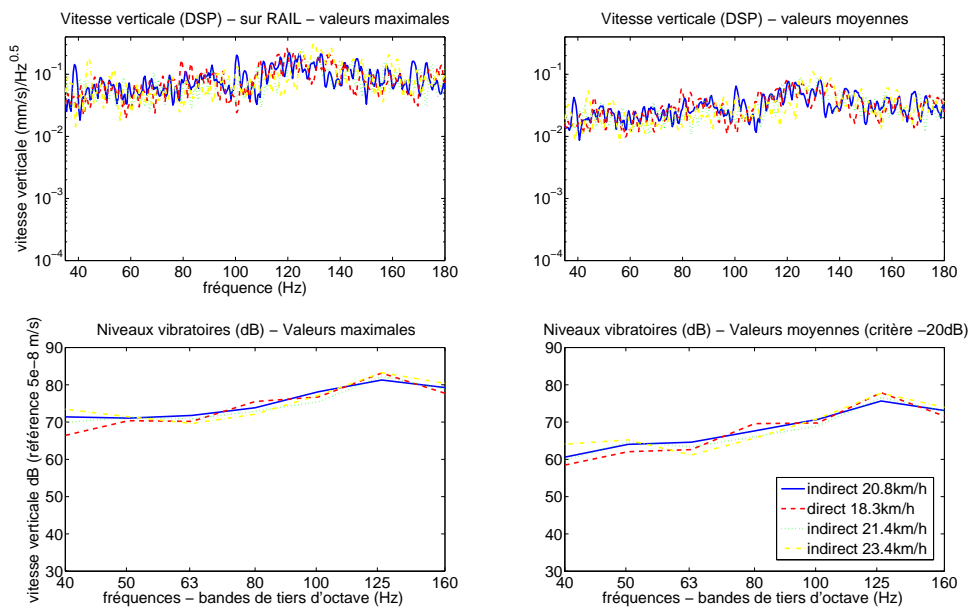 Vitesse verticale (DSP) − sur RAIL − valeurs maximales
vitesse verticale (mm/s)/Hz^0.5
10^−1
10^−2
10^−3
10^−4
40 60 80 100 120 140 160 180
fréquence (Hz)
Vitesse verticale (DSP) − valeurs moyennes
10^−1
10^−2
10^−3
10^−4
40 60 80 100 120 140 160 180
Niveaux vibratoires (dB) − Valeurs maximales
vitesse verticale dB (référence 5e−8 m/s)
90
80
70
60
50
40
30
40 50 63 80 100 125 160
fréquences − bandes de tiers d'octave (Hz)
Niveaux vibratoires (dB) − Valeurs moyennes (critère −20dB)
90
80
70
60
50
40
30
indirect 20.8km/h
direct 18.3km/h
indirect 21.4km/h
indirect 23.4km/h
40 50 63 80 100 125 160
fréquences − bandes de tiers d'octave (Hz)